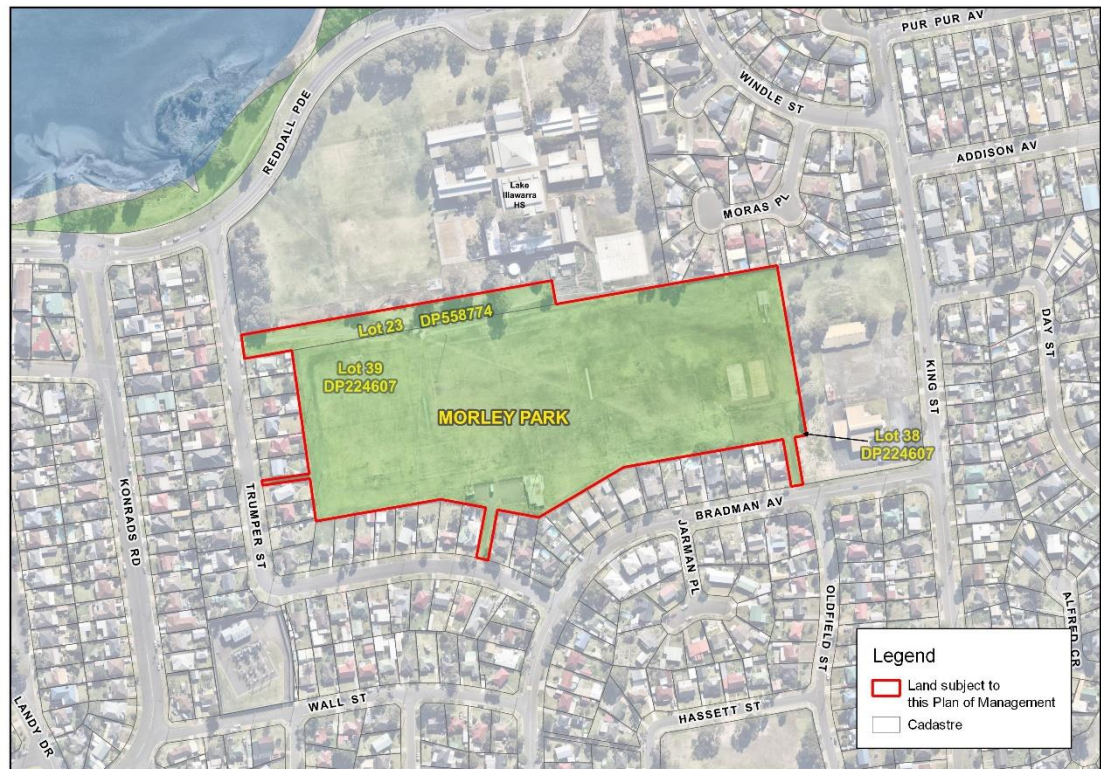 PUR PUR AV
WINDLE ST
REDDALL PDE
ADDISON AV
Lake
Illawarra
HS
MORAS PL
Lot 23 DP558774
DAY ST
Lot 39
DP224607
KING ST
MORLEY PARK
Lot 38
DP224607
KONRADS RD
TRUMPER ST
BRADMAN AV
JARMAN PL
OLDFIELD ST
ALFRED CR
WALL ST
HASSETT ST
LANDY DR
Legend
Land subject to
this Plan of Management
Cadastre